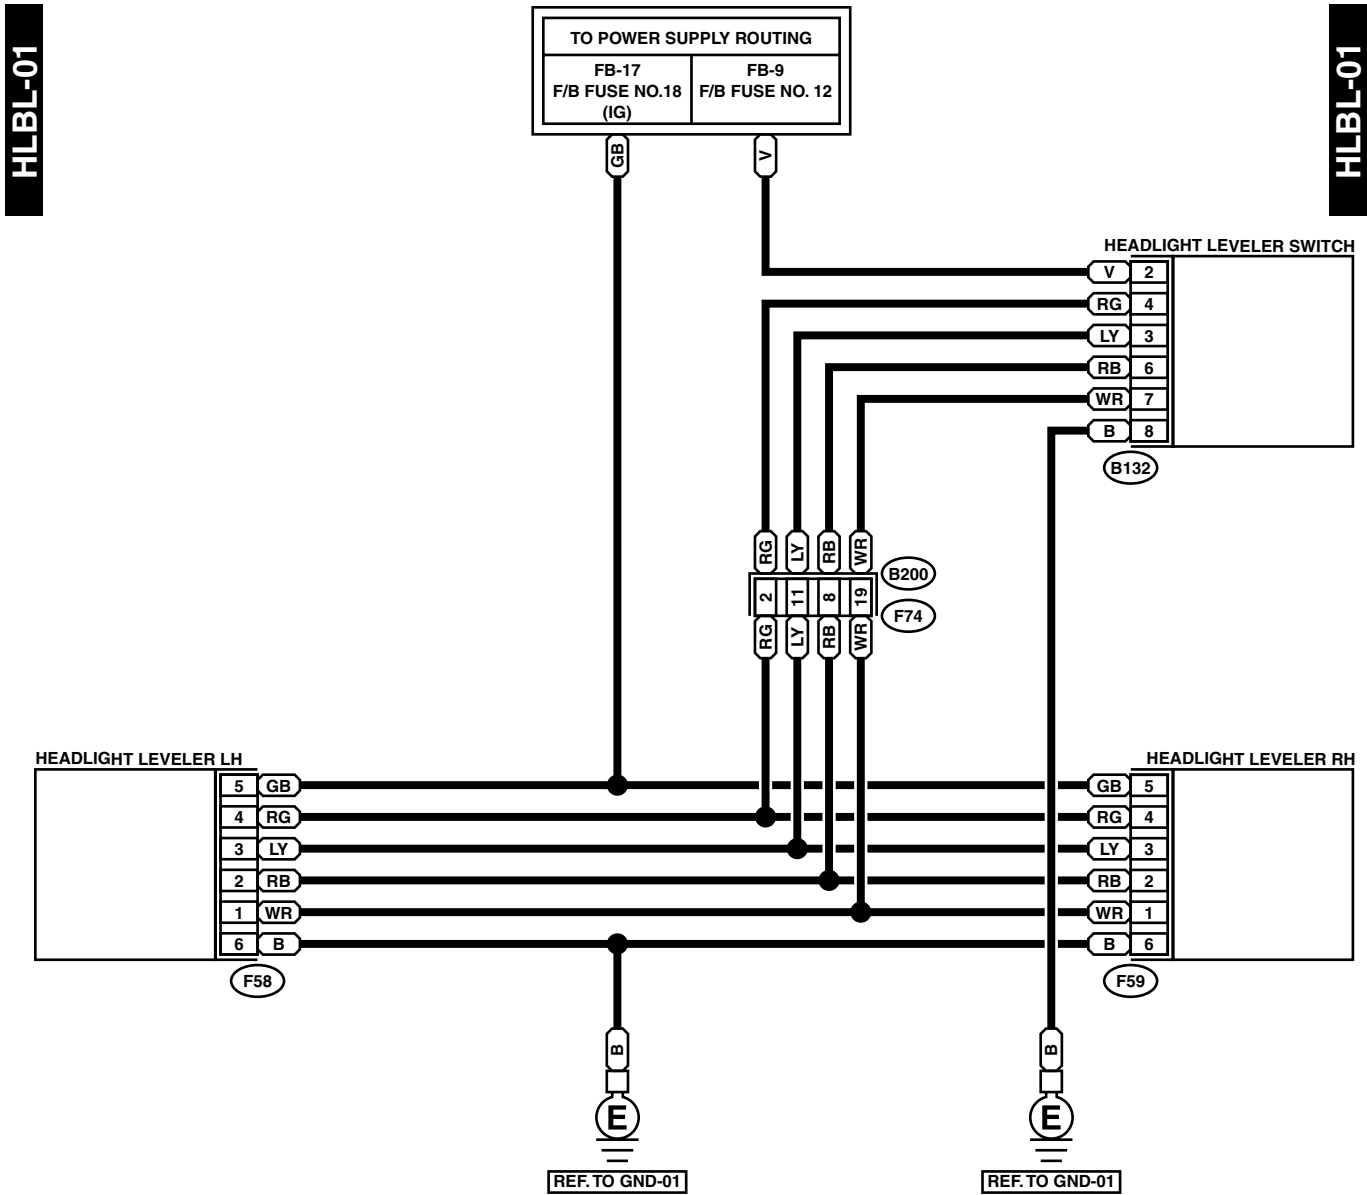 HLBL-01
HLBL-01
TO POWER SUPPLY ROUTING
FB-17
F/B FUSE NO.18
(IG)
FB-9
F/B FUSE NO. 12
GB
V
HEADLIGHT LEVELER SWITCH
V 2
RG 4
LY 3
RB 6
WR 7
B 8
B132
RG LY RB WR
B200
2 11 8 19
F74
RG LY RB WR
HEADLIGHT LEVELER LH
5 GB
4 RG
3 LY
2 RB
1 WR
6 B
F58
HEADLIGHT LEVELER RH
GB 5
RG 4
LY 3
RB 2
WR 1
B 6
F59
B
E
REF. TO GND-01
B
E
REF. TO GND-01